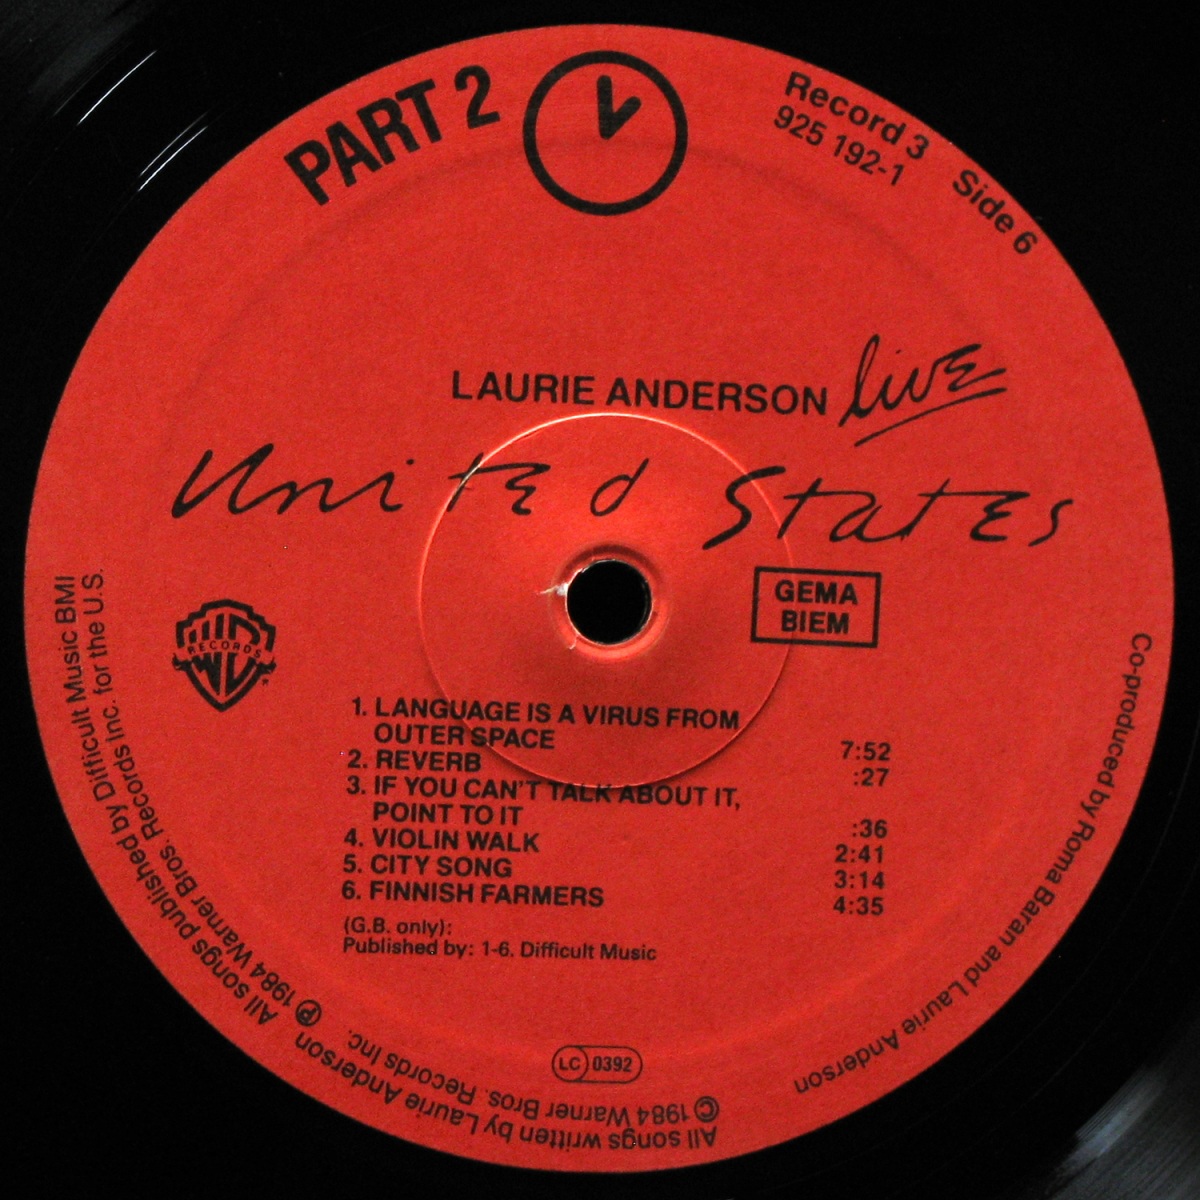 PART 2
Record 3 Side 6
925 192-1
LAURIE ANDERSON live
United States
GEMA
BIEM
WB
RECORDS
1. LANGUAGE IS A VIRUS FROM
OUTER SPACE 7:52
2. REVERB :27
3. IF YOU CAN'T TALK ABOUT IT,
POINT TO IT :36
4. VIOLIN WALK 2:41
5. CITY SONG 3:14
6. FINNISH FARMERS 4:35
(G.B. only):
Published by: 1-6. Difficult Music
LC 0392
Co-produced by Roma Baran and Laurie Anderson
All songs written by Laurie Anderson
© 1984 Warner Bros. Records Inc.
All songs published by Difficult Music BMI
℗ 1984 Warner Bros. Records Inc. for the U.S.